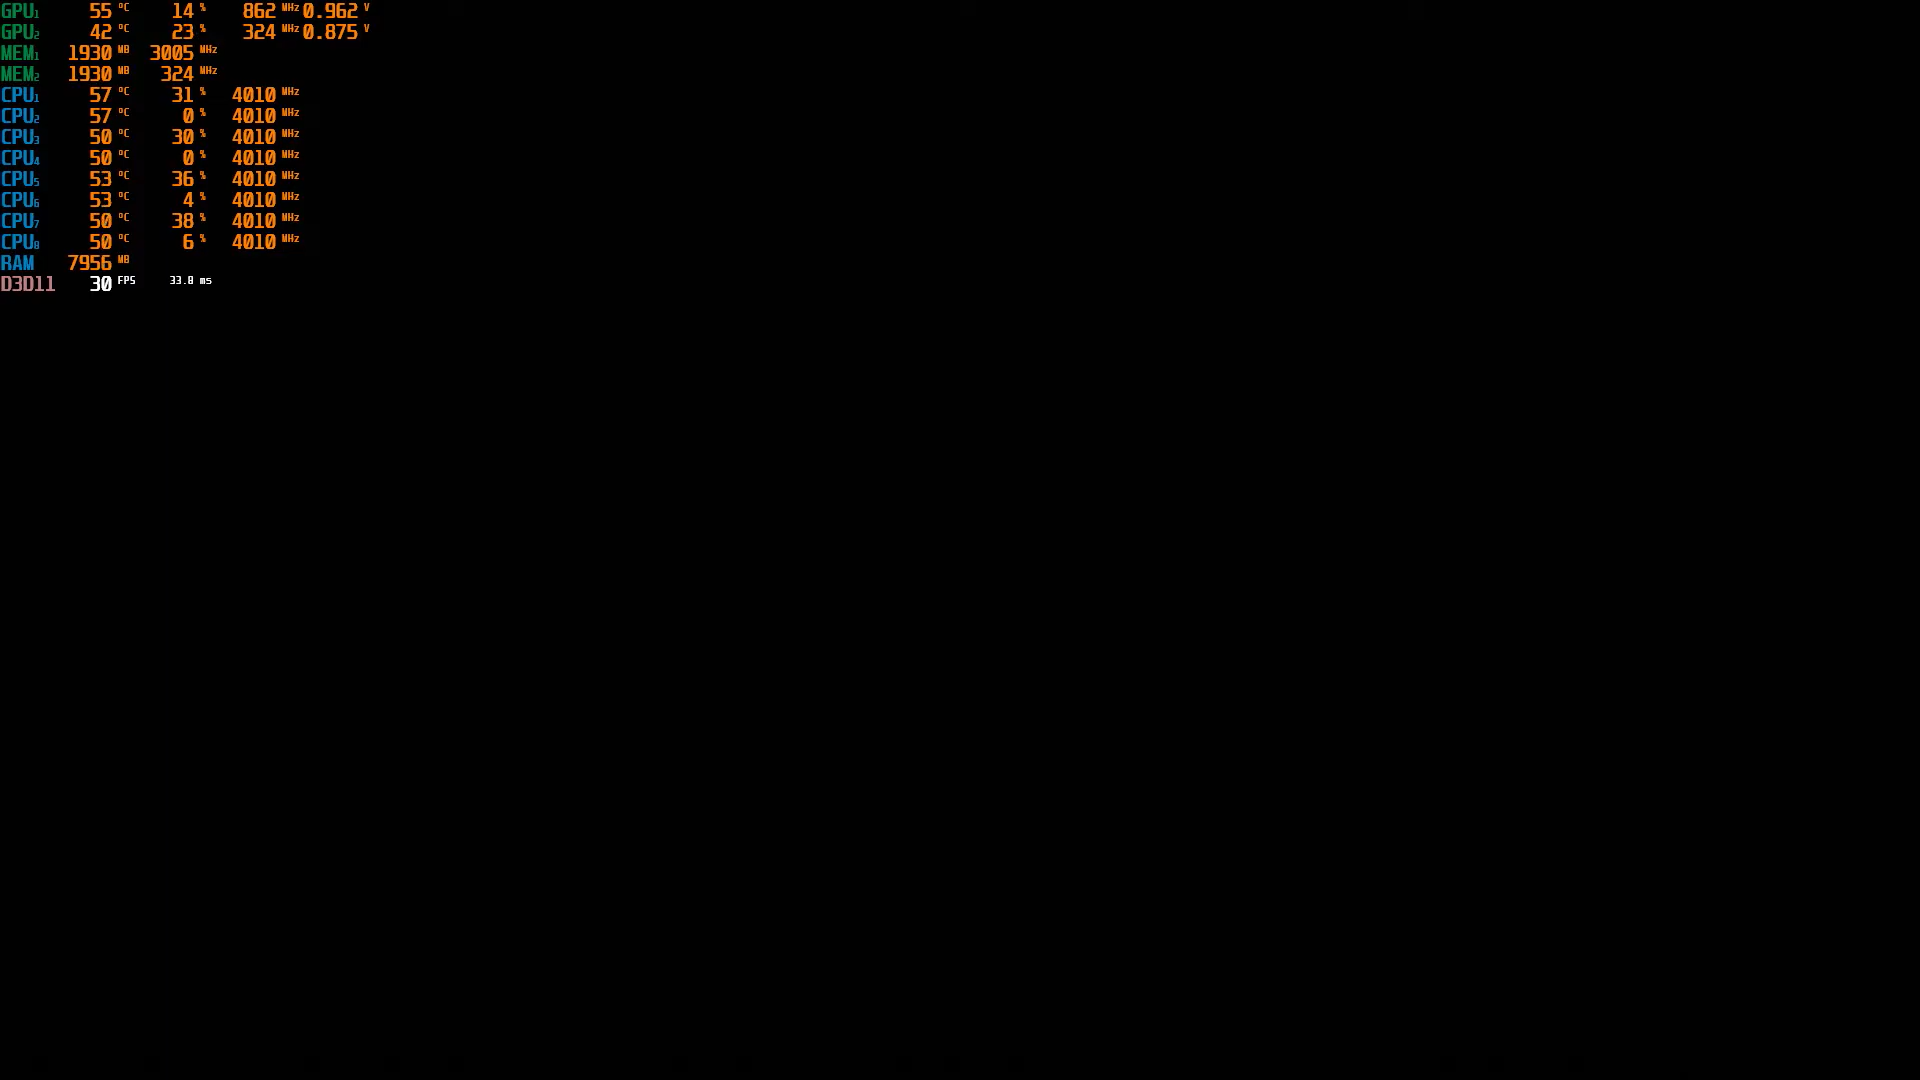 GPU1 55 °C 14 % 862 MHz 0.962 V
GPU2 42 °C 23 % 324 MHz 0.875 V
MEM1 1930 MB 3005 MHz
MEM2 1930 MB 324 MHz
CPU1 57 °C 31 % 4010 MHz
CPU2 57 °C 0 % 4010 MHz
CPU3 50 °C 30 % 4010 MHz
CPU4 50 °C 0 % 4010 MHz
CPU5 53 °C 36 % 4010 MHz
CPU6 53 °C 4 % 4010 MHz
CPU7 50 °C 38 % 4010 MHz
CPU8 50 °C 6 % 4010 MHz
RAM 7956 MB
D3D11 30 FPS 33.8 ms